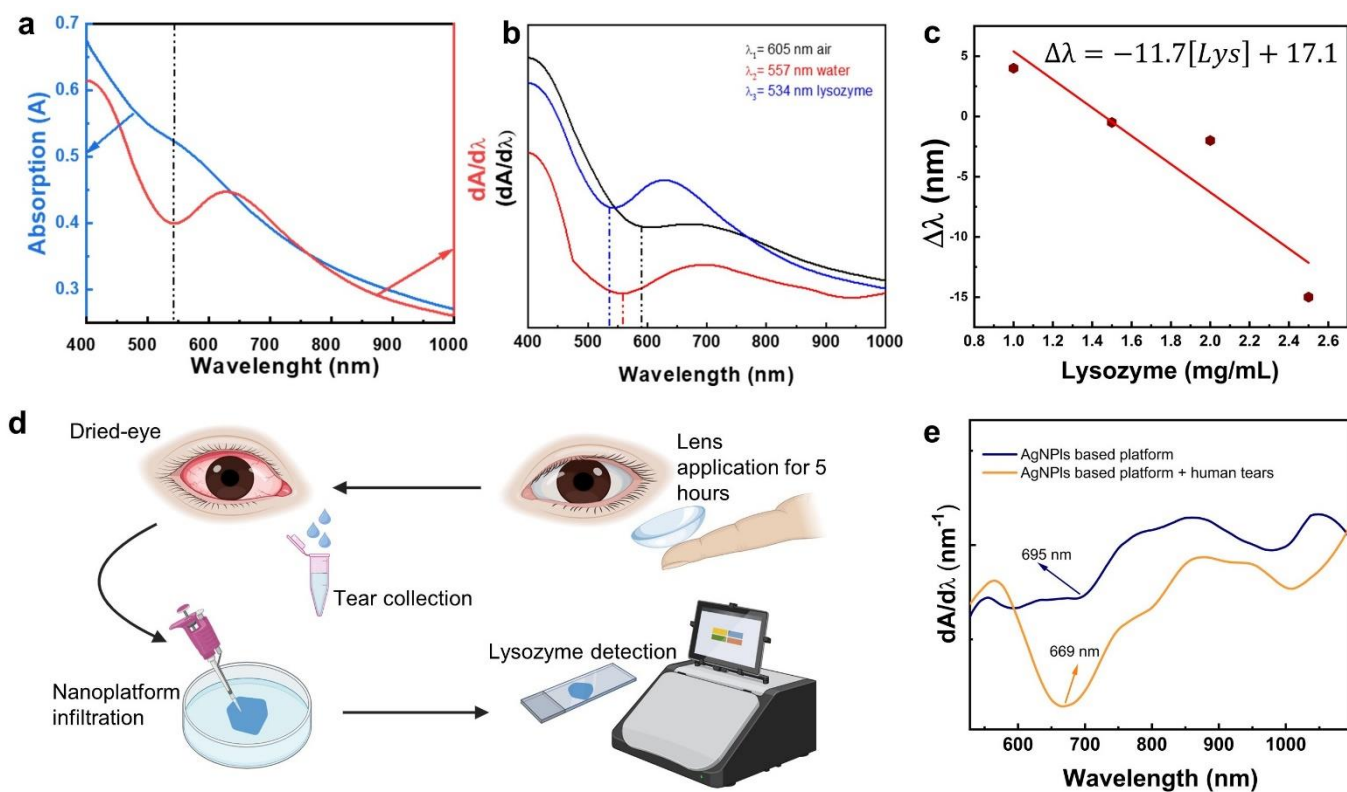 a
0.7
0.6
0.5
0.4
0.3
Absorption (A)
dA/dλ
400 500 600 700 800 900 1000
Wavelenght (nm)
b
λ1= 605 nm air
λ2= 557 nm water
λ3= 534 nm lysozyme
(dA/dλ)
400 500 600 700 800 900 1000
Wavelength (nm)
c
Δλ = −11.7[Lys] + 17.1
5
0
-5
-10
-15
Δλ (nm)
0.8 1.0 1.2 1.4 1.6 1.8 2.0 2.2 2.4 2.6
Lysozyme (mg/mL)
d
Dried-eye
Lens
application for 5
hours
Tear collection
Nanoplatform
infiltration
Lysozyme detection
e
AgNPls based platform
AgNPls based platform + human tears
695 nm
669 nm
dA/dλ (nm-1)
600 700 800 900 1000
Wavelength (nm)